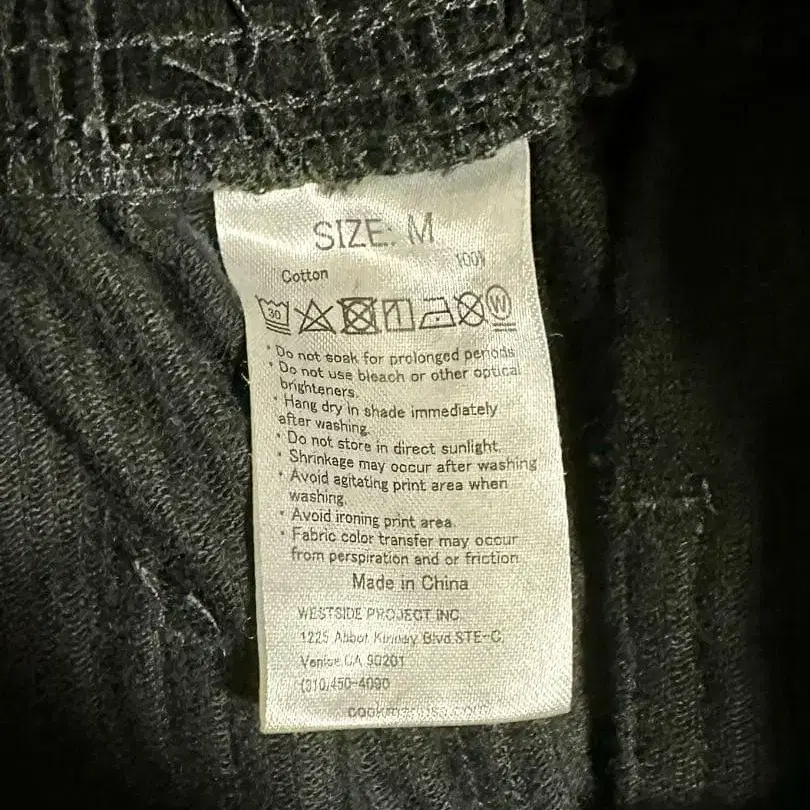 SIZE: M
100%
Cotton
30
W
・Do not soak for prolonged periods.
・Do not use bleach or other optical
brighteners.
・Hang dry in shade immediately
after washing.
・Do not store in direct sunlight.
・Shrinkage may occur after washing
・Avoid agitating print area when
washing.
・Avoid ironing print area.
・Fabric color transfer may occur
from perspiration and or friction
Made in China
WESTSIDE PROJECT INC.
1225 Abbot Kinney Blvd.STE-C,
Venice,CA 90201
(310)450-4090